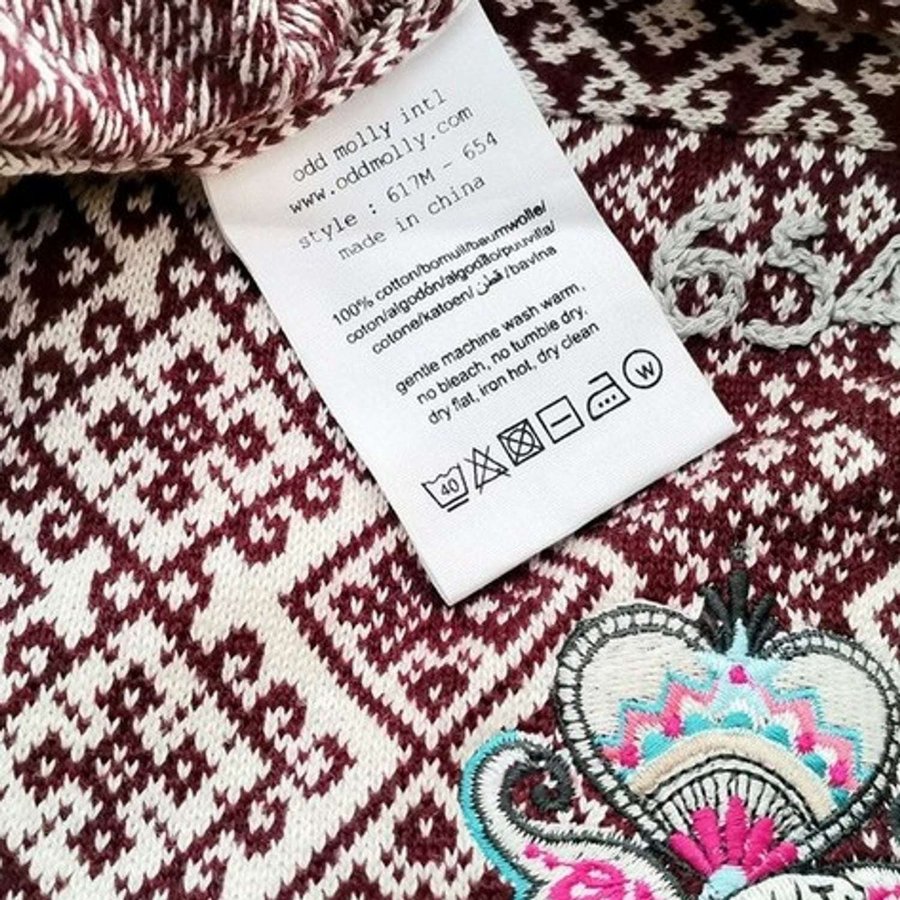 odd molly intl
www.oddmolly.com
style : 617M - 654
made in china
100% cotton/bomull/baumwolle/
coton/algodón/algodão/puuvilla/
cotone/katoen/قطن/bavlna
gentle machine wash warm,
no bleach, no tumble dry,
dry flat, iron hot, dry clean
40
W
654